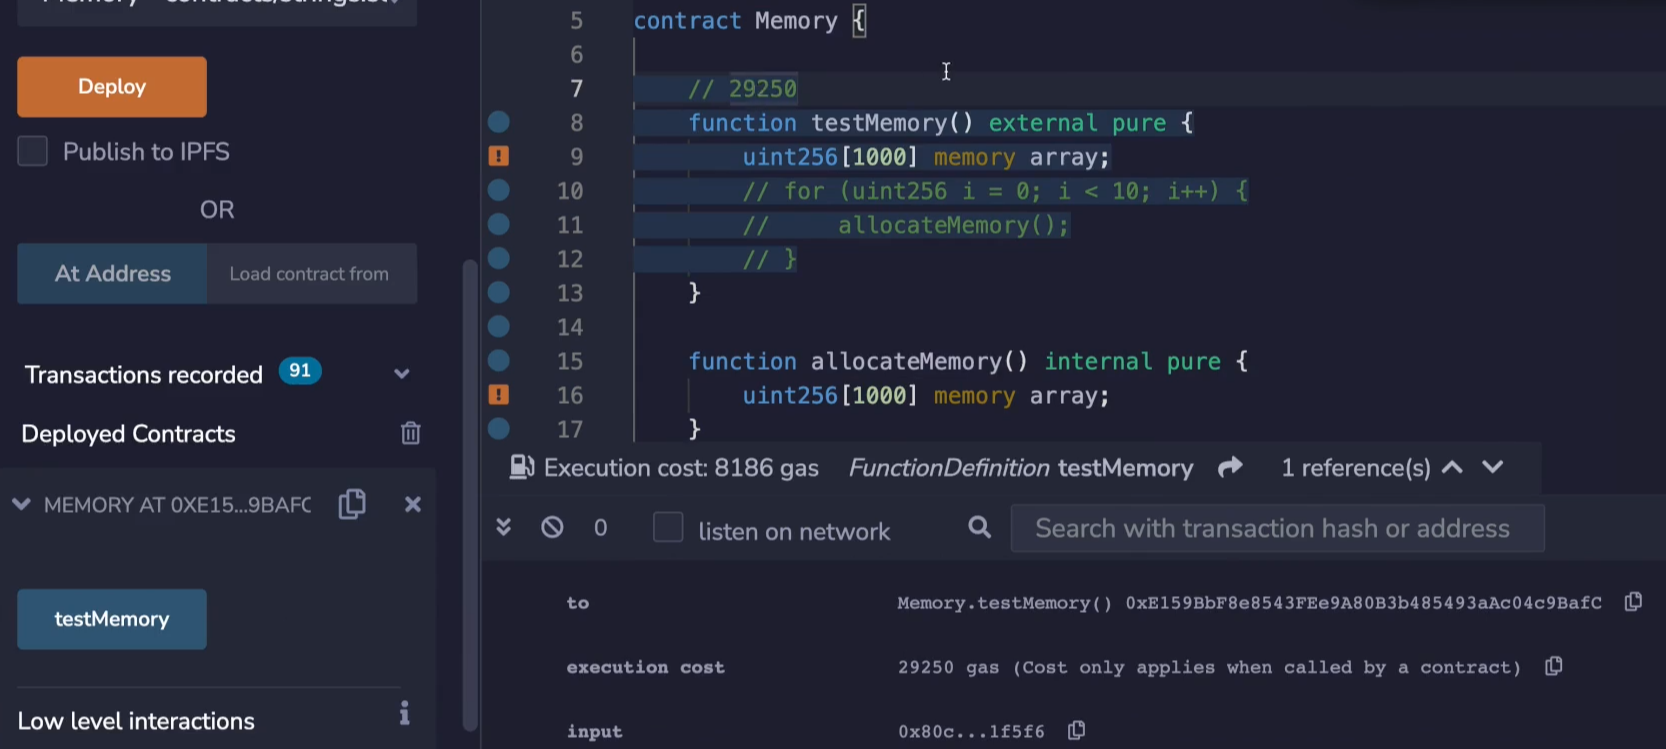 Deploy
Publish to IPFS
OR
At Address
Load contract from
Transactions recorded 91
Deployed Contracts
MEMORY AT 0XE15...9BAFC
testMemory
Low level interactions
5 contract Memory {
6
7 // 29250
8 function testMemory() external pure {
9 uint256[1000] memory array;
10 // for (uint256 i = 0; i < 10; i++) {
11 // allocateMemory();
12 // }
13 }
14
15 function allocateMemory() internal pure {
16 uint256[1000] memory array;
17 }
Execution cost: 8186 gas FunctionDefinition testMemory 1 reference(s)
0 listen on network Search with transaction hash or address
to Memory.testMemory() 0xE159BbF8e8543FEe9A80B3b485493aAc04c9BafC
execution cost 29250 gas (Cost only applies when called by a contract)
input 0x80c...1f5f6